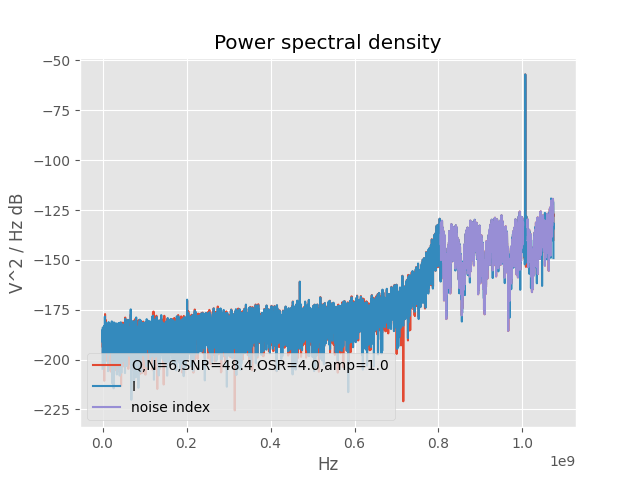 Power spectral density
V^2 / Hz dB
−50
−75
−100
−125
−150
−175
−200
−225
Q,N=6,SNR=48.4,OSR=4.0,amp=1.0
I
noise index
0.0 0.2 0.4 0.6 0.8 1.0
1e9
Hz